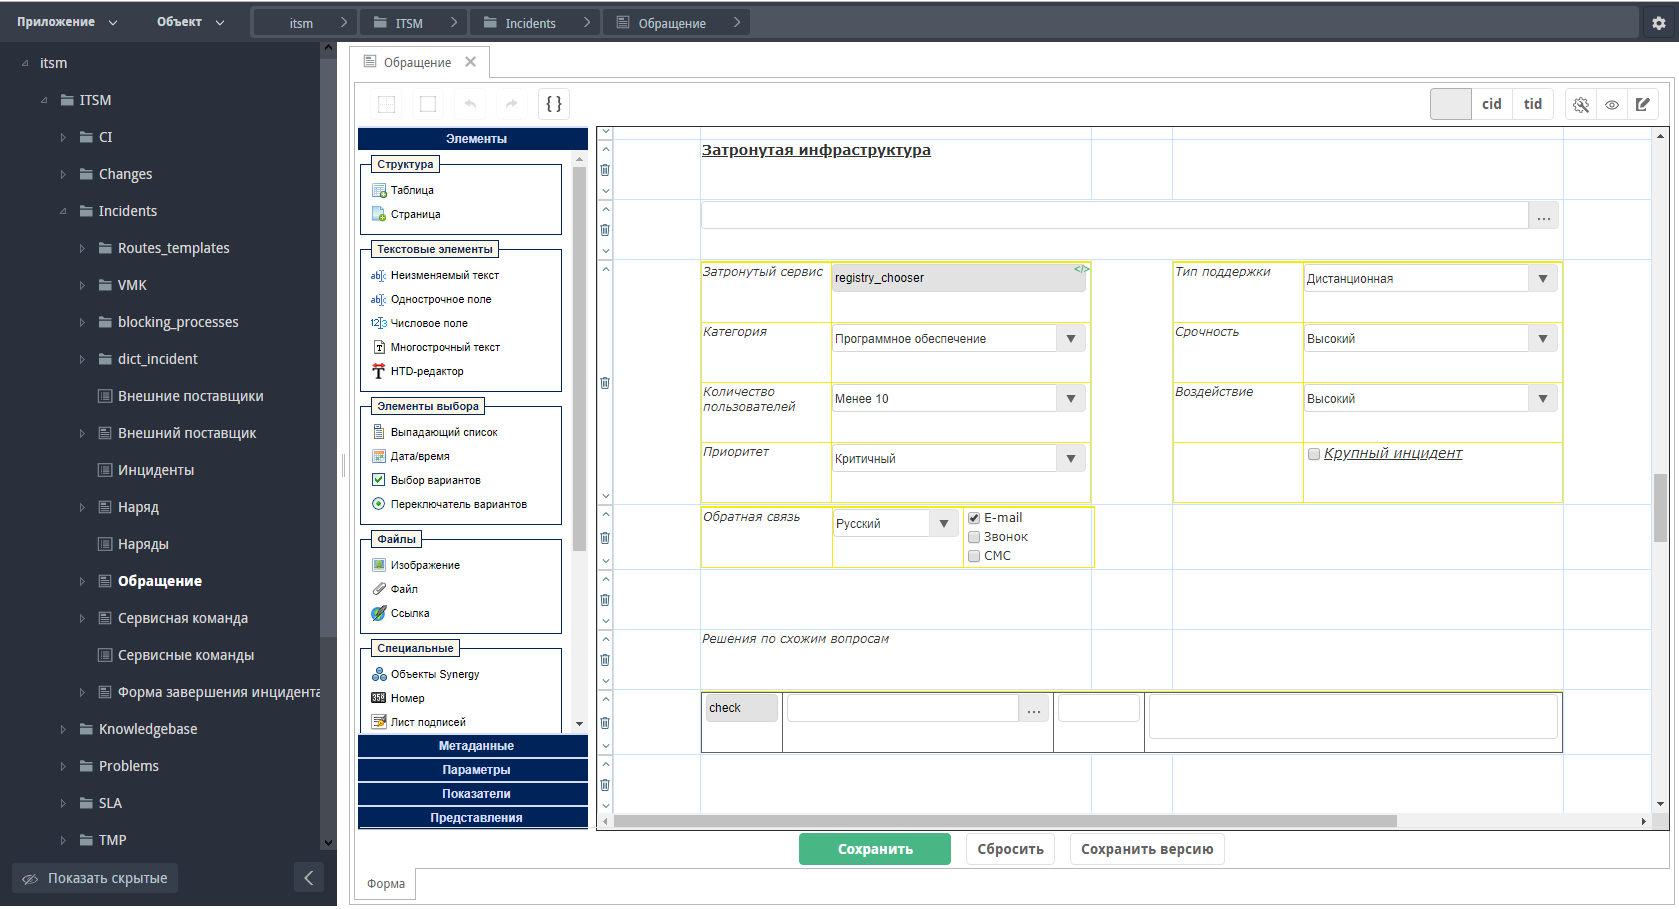 Приложение
Объект
itsm
ITSM
Incidents
Обращение
itsm
ITSM
CI
Changes
Incidents
Routes_templates
VMK
blocking_processes
dict_incident
Внешние поставщики
Внешний поставщик
Инциденты
Наряд
Наряды
Обращение
Сервисная команда
Сервисные команды
Форма завершения инцидента
Knowledgebase
Problems
SLA
TMP
Показать скрытые
Обращение
{ }
cid
tid
Элементы
Структура
Таблица
Страница
Текстовые элементы
Неизменяемый текст
Однострочное поле
Числовое поле
Многострочный текст
HTD-редактор
Элементы выбора
Выпадающий список
Дата/время
Выбор вариантов
Переключатель вариантов
Файлы
Изображение
Файл
Ссылка
Специальные
Объекты Synergy
Номер
Лист подписей
Метаданные
Параметры
Показатели
Представления
Затронутая инфраструктура
...
Затронутый сервис
registry_chooser
</>
Тип поддержки
Дистанционная
Категория
Программное обеспечение
Срочность
Высокий
Количество
пользователей
Менее 10
Воздействие
Высокий
Приоритет
Критичный
Крупный инцидент
Обратная связь
Русский
E-mail
Звонок
СМС
Решения по схожим вопросам
check
...
Сохранить
Сбросить
Сохранить версию
Форма